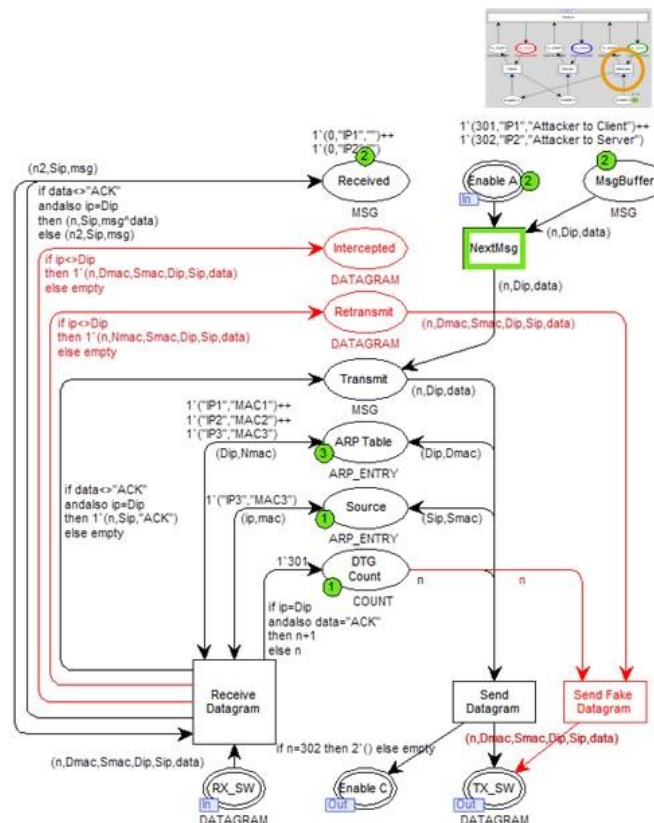 1`(0,"IP1","")++
1`(0,"IP2","")
2
Received
MSG
(n2,Sip,msg)
if data<>"ACK"
andalso ip=Dip
then (n,Sip,msg^data)
else (n2,Sip,msg)
1`(301,"IP1","Attacker to Client")++
1`(302,"IP2","Attacker to Server")
Enable A
2
In
2
MsgBuffer
MSG
(n,Dip,data)
NextMsg
(n,Dip,data)
Intercepted
DATAGRAM
if ip<>Dip
then 1`(n,Dmac,Smac,Dip,Sip,data)
else empty
Retransmit
DATAGRAM
(n,Dmac,Smac,Dip,Sip,data)
if ip<>Dip
then 1`(n,Nmac,Smac,Dip,Sip,data)
else empty
Transmit
MSG
(n,Dip,data)
1`("IP1","MAC1")++
1`("IP2","MAC2")++
1`("IP3","MAC3")
(Dip,Nmac)
ARP Table
3
ARP_ENTRY
(Dip,Dmac)
if data<>"ACK"
andalso ip=Dip
then 1`(n,Sip,"ACK")
else empty
1`("IP3","MAC3")
(ip,mac)
Source
1
ARP_ENTRY
(Sip,Smac)
1`301
DTG
Count
1
COUNT
n
n
if ip=Dip
andalso data="ACK"
then n+1
else n
Receive
Datagram
Send
Datagram
Send Fake
Datagram
(n,Dmac,Smac,Dip,Sip,data)
if n=302 then 2`() else empty
(n,Dmac,Smac,Dip,Sip,data)
RX_SW
In
DATAGRAM
Enable C
Out
TX_SW
Out
DATAGRAM